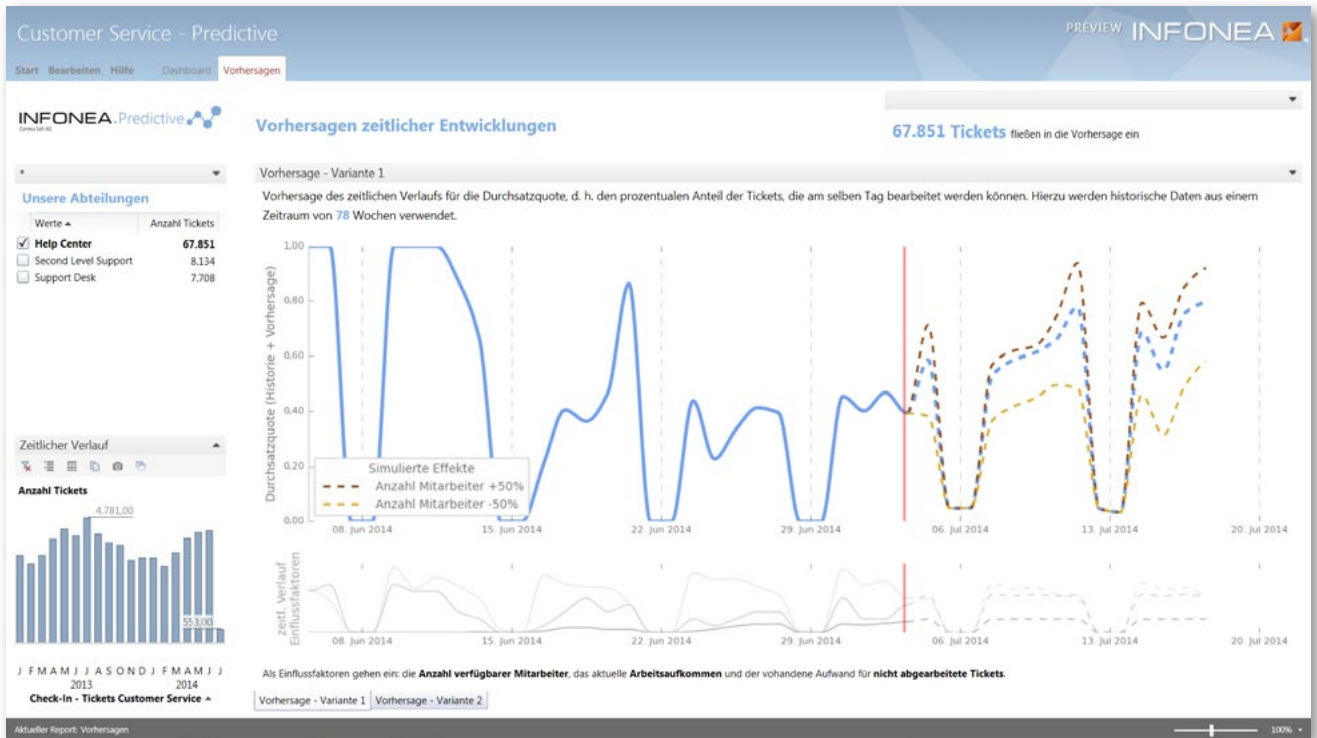 Customer Service - Predictive
PREVIEW INFONEA
Start Bearbeiten Hilfe Dashboard Vorhersagen
INFONEA.Predictive
Vorhersagen zeitlicher Entwicklungen
67.851 Tickets fließen in die Vorhersage ein
*
Unsere Abteilungen
Werte Anzahl Tickets
Help Center 67.851
Second Level Support 8.134
Support Desk 7.708
Vorhersage - Variante 1
Vorhersage des zeitlichen Verlaufs für die Durchsatzquote, d. h. den prozentualen Anteil der Tickets, die am selben Tag bearbeitet werden können. Hierzu werden historische Daten aus einem
Zeitraum von 78 Wochen verwendet.
Durchsatzquote (Historie + Vorhersage)
1,00
0,80
0,60
0,40
0,20
0,00
Simulierte Effekte
Anzahl Mitarbeiter +50%
Anzahl Mitarbeiter -50%
08. Jun 2014 15. Jun 2014 22. Jun 2014 29. Jun 2014 06. Jul 2014 13. Jul 2014 20. Jul 2014
zeitl. Verlauf
Einflussfaktoren
08. Jun 2014 15. Jun 2014 22. Jun 2014 29. Jun 2014 06. Jul 2014 13. Jul 2014 20. Jul 2014
Als Einflussfaktoren gehen ein: die Anzahl verfügbarer Mitarbeiter, das aktuelle Arbeitsaufkommen und der vohandene Aufwand für nicht abgearbeitete Tickets.
Vorhersage - Variante 1 Vorhersage - Variante 2
Zeitlicher Verlauf
Anzahl Tickets
4.781,00
553,00
J F M A M J J A S O N D J F M A M J J
2013 2014
Check-In - Tickets Customer Service
Aktueller Report: Vorhersagen
100%